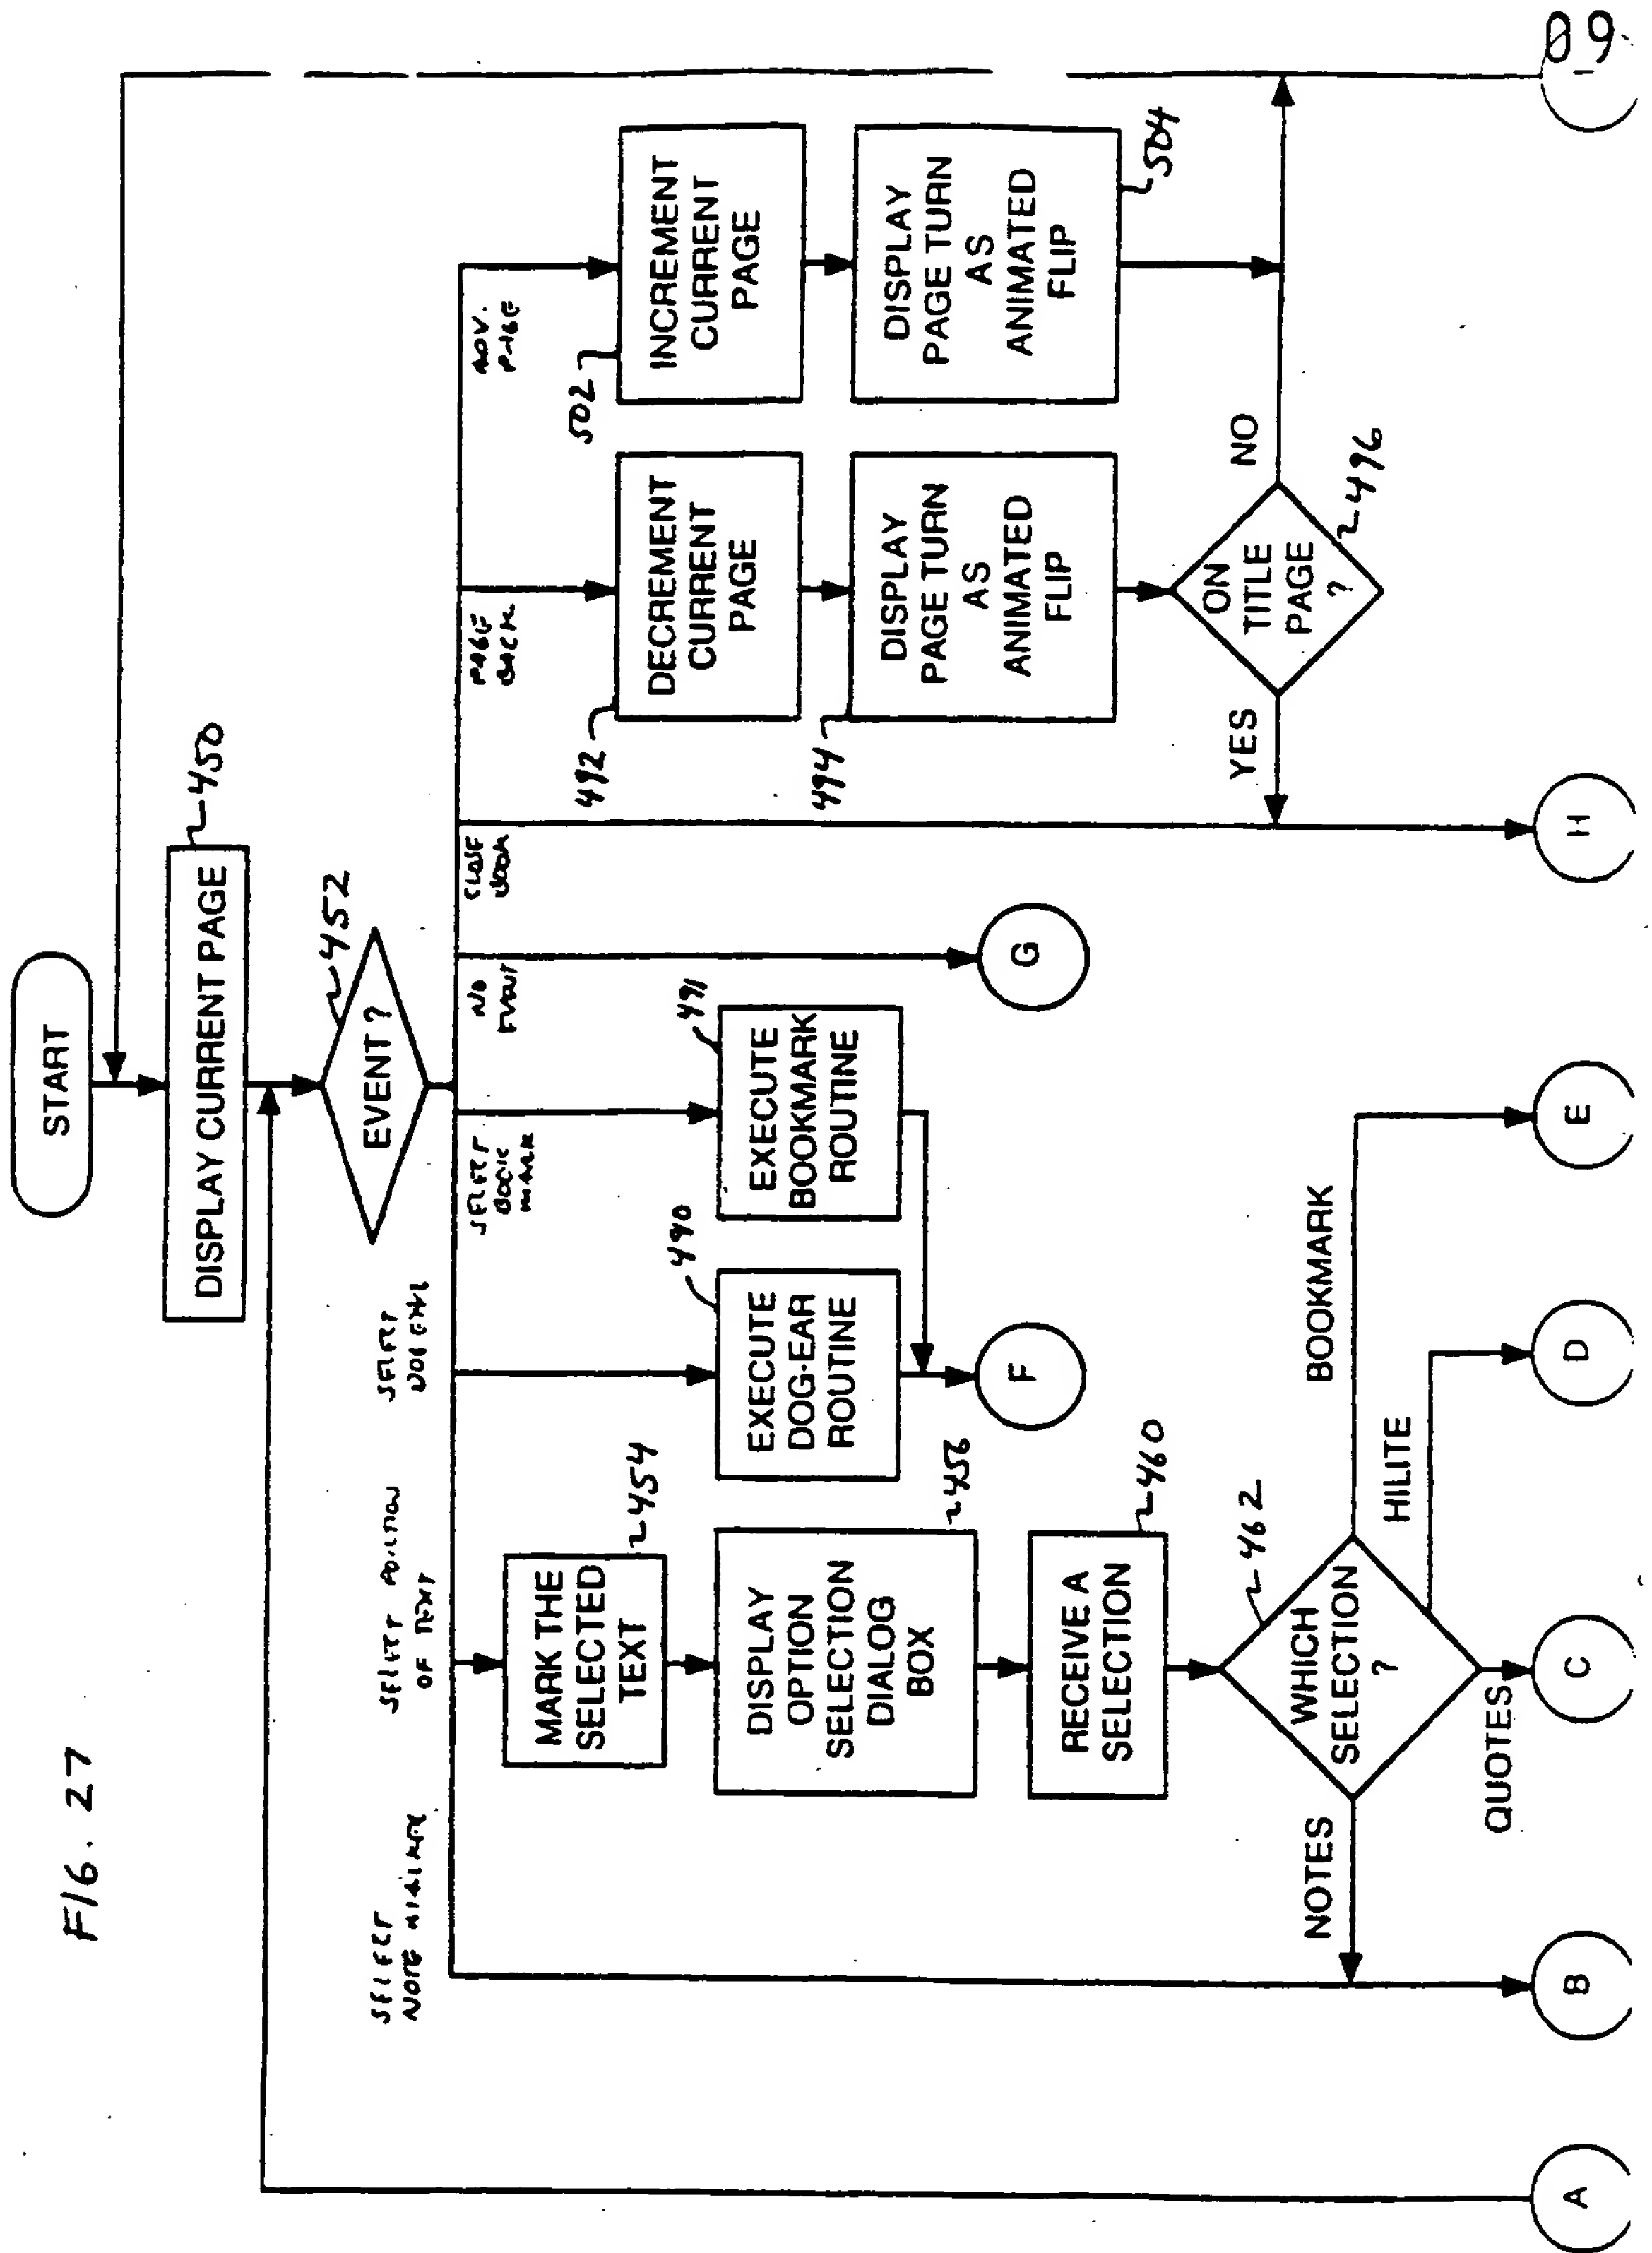 FIG. 27
START
DISPLAY CURRENT PAGE
450
EVENT?
452
SELECT
NOTE MARKER
SELECT PORTION
OF TEXT
SELECT
DOG EAR
SELECT
BOOK
MARK
NO
EVENT
CLOSE
BOOK
PAGE
BACK
ADV.
PAGE
MARK THE
SELECTED
TEXT
454
DISPLAY
OPTION
SELECTION
DIALOG
BOX
456
RECEIVE A
SELECTION
460
WHICH
SELECTION
?
462
NOTES
QUOTES
HILITE
BOOKMARK
EXECUTE
DOG-EAR
ROUTINE
490
EXECUTE
BOOKMARK
ROUTINE
491
DECREMENT
CURRENT
PAGE
492
INCREMENT
CURRENT
PAGE
502
DISPLAY
PAGE TURN
AS
ANIMATED
FLIP
494
DISPLAY
PAGE TURN
AS
ANIMATED
FLIP
504
ON
TITLE
PAGE
?
496
YES
NO
F
G
A
B
C
D
E
H
09